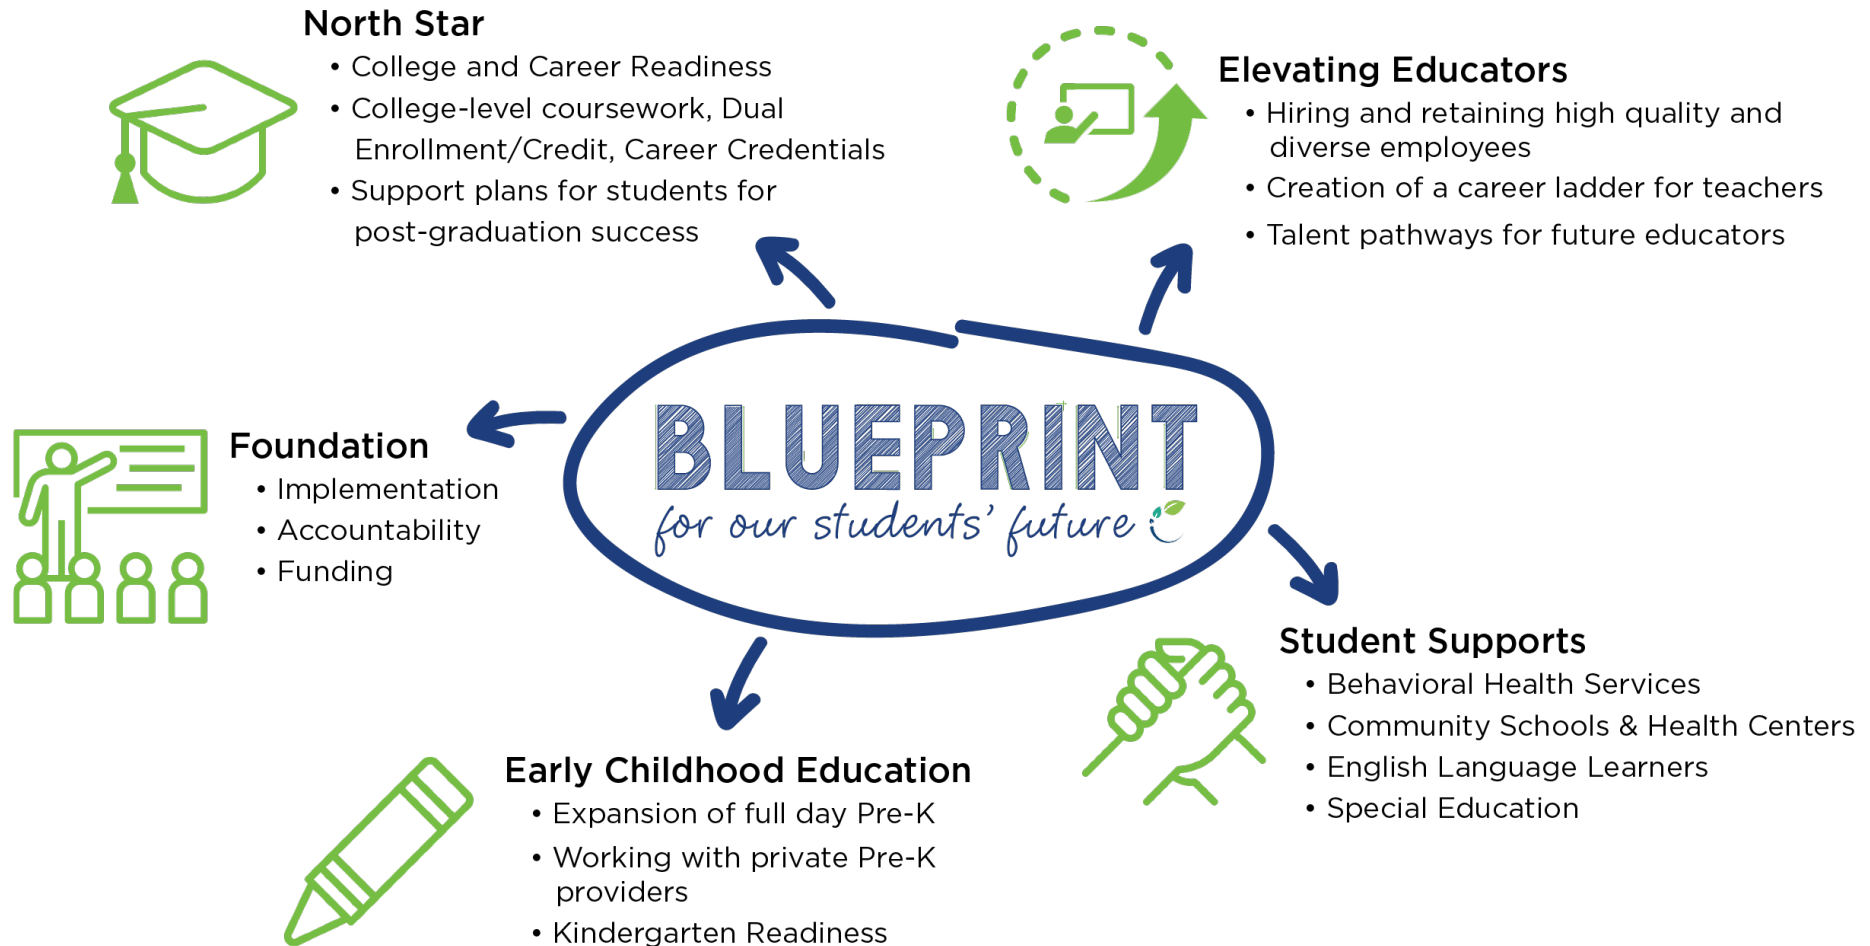 North Star
• College and Career Readiness
• College-level coursework, Dual
Enrollment/Credit, Career Credentials
• Support plans for students for
post-graduation success
Elevating Educators
• Hiring and retaining high quality and
diverse employees
• Creation of a career ladder for teachers
• Talent pathways for future educators
BLUEPRINT
for our students' future
Foundation
• Implementation
• Accountability
• Funding
Student Supports
• Behavioral Health Services
• Community Schools & Health Centers
• English Language Learners
• Special Education
Early Childhood Education
• Expansion of full day Pre-K
• Working with private Pre-K
providers
• Kindergarten Readiness